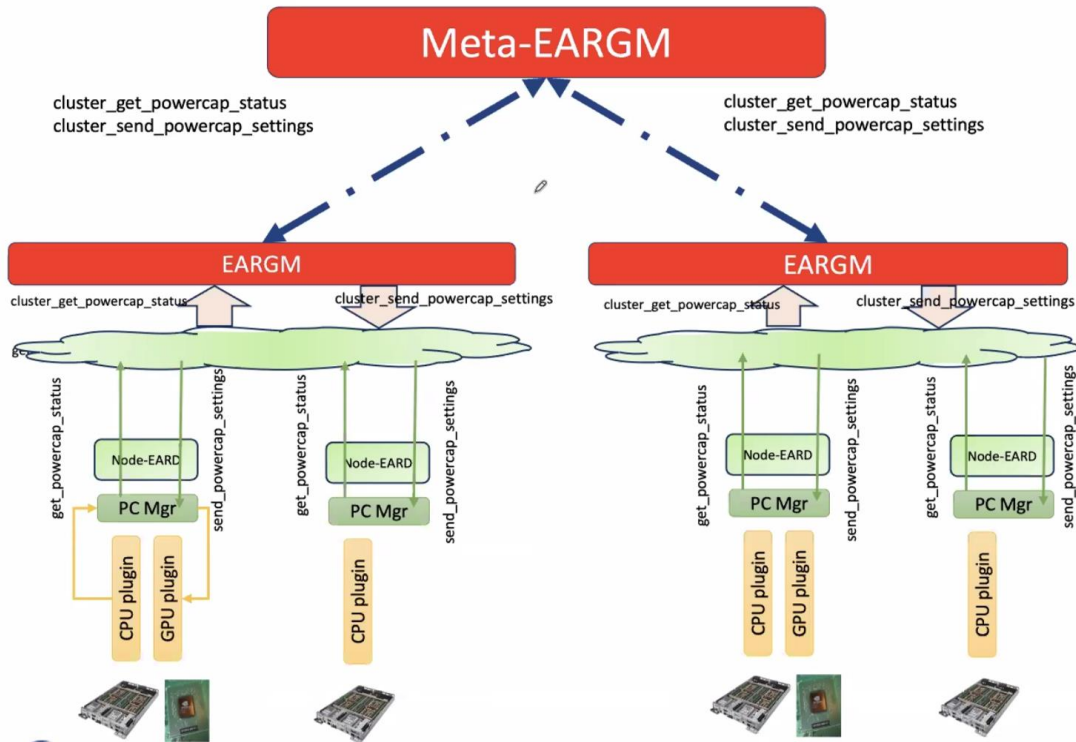 Meta-EARGM
cluster_get_powercap_status
cluster_send_powercap_settings
cluster_get_powercap_status
cluster_send_powercap_settings
EARGM
EARGM
cluster_get_powercap_status
cluster_send_powercap_settings
cluster_get_powercap_status
cluster_send_powercap_settings
get_powercap_status
send_powercap_settings
get_powercap_status
send_powercap_settings
get_powercap_status
send_powercap_settings
get_powercap_status
send_powercap_settings
Node-EARD
Node-EARD
Node-EARD
Node-EARD
PC Mgr
PC Mgr
PC Mgr
PC Mgr
CPU plugin
GPU plugin
CPU plugin
CPU plugin
GPU plugin
CPU plugin